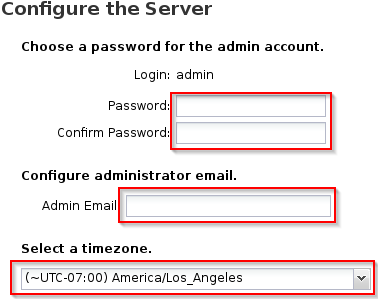 Configure the Server
Choose a password for the admin account.
Login: admin
Password:
Confirm Password:
Configure administrator email.
Admin Email
Select a timezone.
(~UTC-07:00) America/Los_Angeles